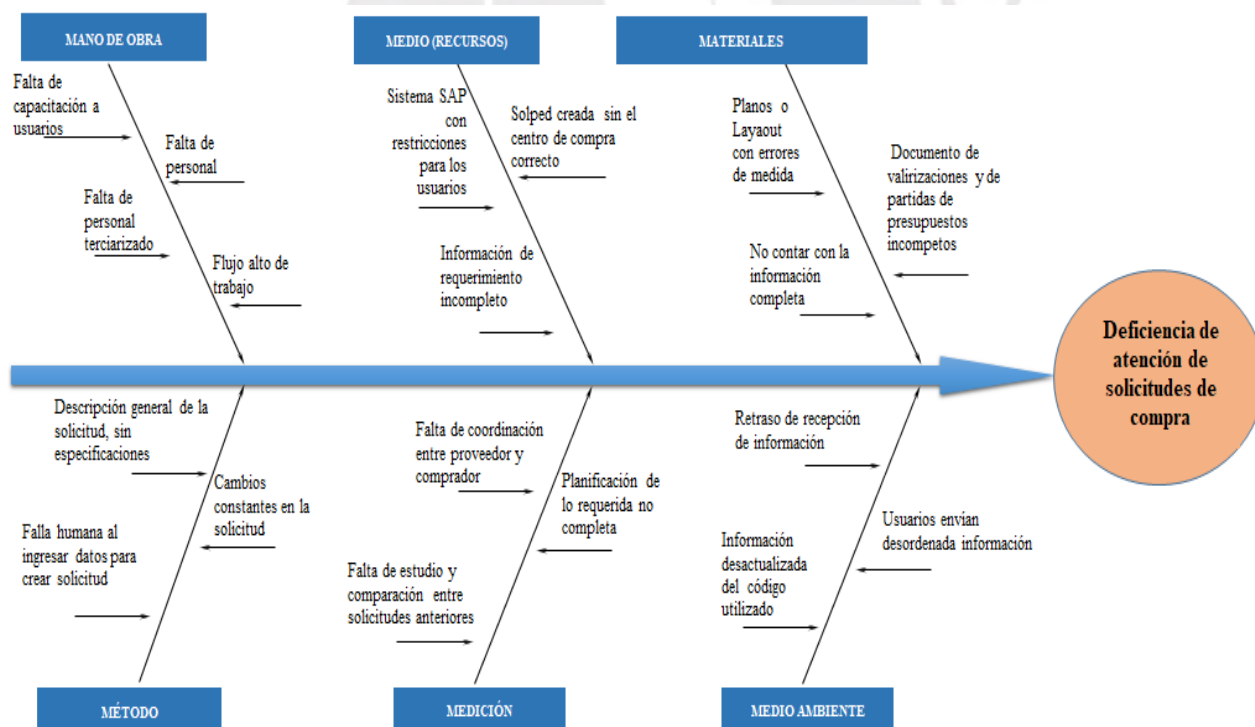 MANO DE OBRA
MEDIO (RECURSOS)
MATERIALES
Falta de
capacitación a
usuarios
Falta de
personal
Falta de
personal
terciarizado
Flujo alto de
trabajo
Sistema SAP
con
restricciones
para los
usuarios
Solped creada sin el
centro de compra
correcto
Información de
requerimiento
incompleto
Planos o
Layaout
con errores
de medida
Documento de
valirizaciones y de
partidas de
presupuestos
incompetos
No contar con la
información
completa
Deficiencia de
atención de
solicitudes de
compra
Descripción general de la
solicitud, sin
especificaciones
Cambios
constantes en la
solicitud
Falla humana al
ingresar datos para
crear solicitud
Falta de coordinación
entre proveedor y
comprador
Planificación de
lo requerida no
completa
Falta de estudio y
comparación entre
solicitudes anteriores
Retraso de recepción
de información
Usuarios envian
desordenada información
Información
desactualizada
del código
utilizado
MÉTODO
MEDICIÓN
MEDIO AMBIENTE